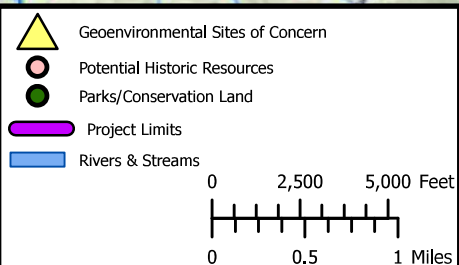 Geoenvironmental Sites of Concern
Potential Historic Resources
Parks/Conservation Land
Project Limits
Rivers & Streams
0 2,500 5,000 Feet
0 0.5 1 Miles